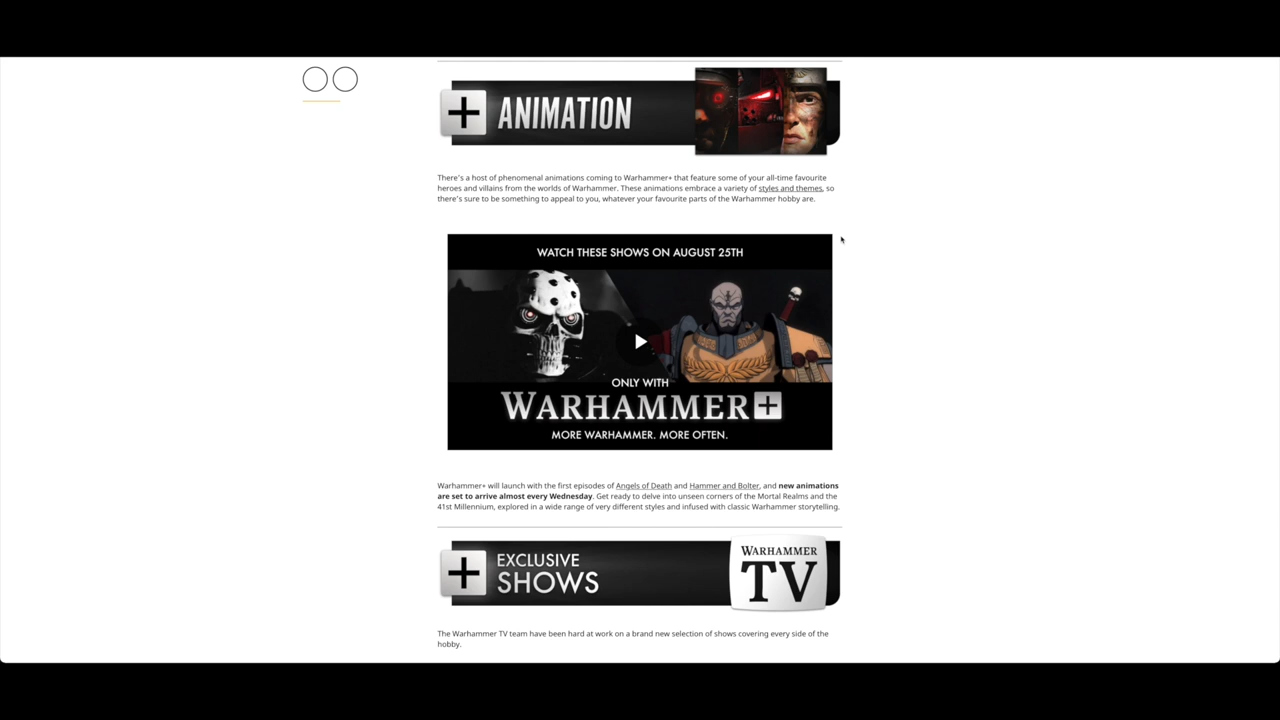 + ANIMATION
There's a host of phenomenal animations coming to Warhammer+ that feature some of your all-time favourite
heroes and villains from the worlds of Warhammer. These animations embrace a variety of styles and themes, so
there's sure to be something to appeal to you, whatever your favourite parts of the Warhammer hobby are.
WATCH THESE SHOWS ON AUGUST 25TH
ONLY WITH
WARHAMMER+
MORE WARHAMMER. MORE OFTEN.
Warhammer+ will launch with the first episodes of Angels of Death and Hammer and Bolter, and new animations
are set to arrive almost every Wednesday. Get ready to delve into unseen corners of the Mortal Realms and the
41st Millennium, explored in a wide range of very different styles and infused with classic Warhammer storytelling.
+ EXCLUSIVE
SHOWS
WARHAMMER
TV
The Warhammer TV team have been hard at work on a brand new selection of shows covering every side of the
hobby.